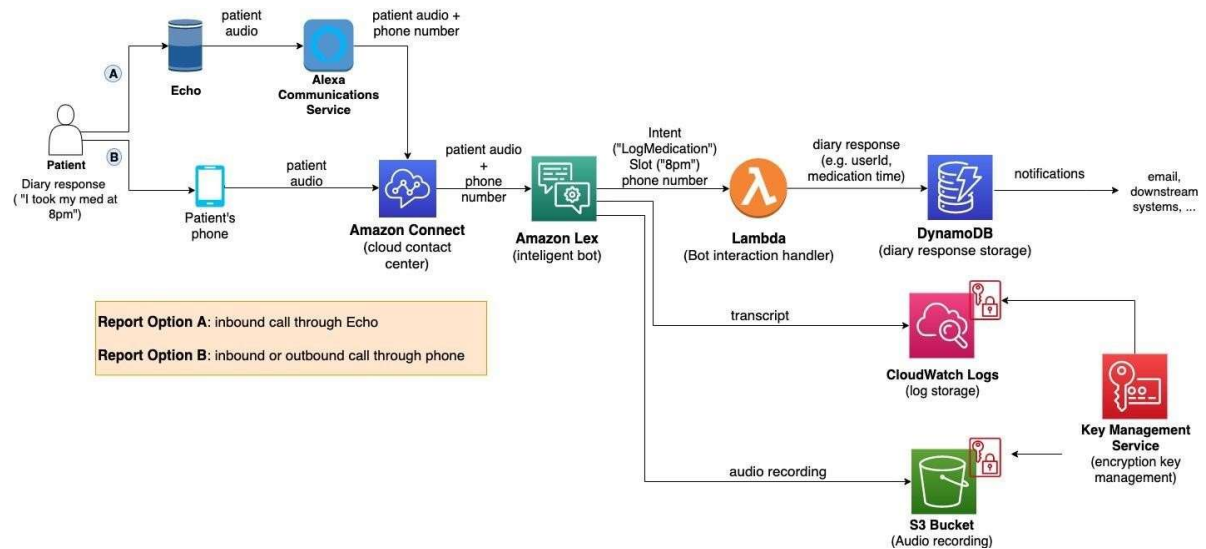 patient
audio
patient audio +
phone number
A
Echo
Alexa
Communications
Service
Patient
Diary response
( "I took my med at
8pm")
B
Patient's
phone
patient
audio
Amazon Connect
(cloud contact
center)
patient audio
+
phone
number
Amazon Lex
(inteligent bot)
Intent
("LogMedication")
Slot ("8pm")
phone number
Lambda
(Bot interaction handler)
diary response
(e.g. userId,
medication time)
DynamoDB
(diary response storage)
notifications
email,
downstream
systems, ...
Report Option A: inbound call through Echo
Report Option B: inbound or outbound call through phone
transcript
CloudWatch Logs
(log storage)
Key Management
Service
(encryption key
management)
audio recording
S3 Bucket
(Audio recording)